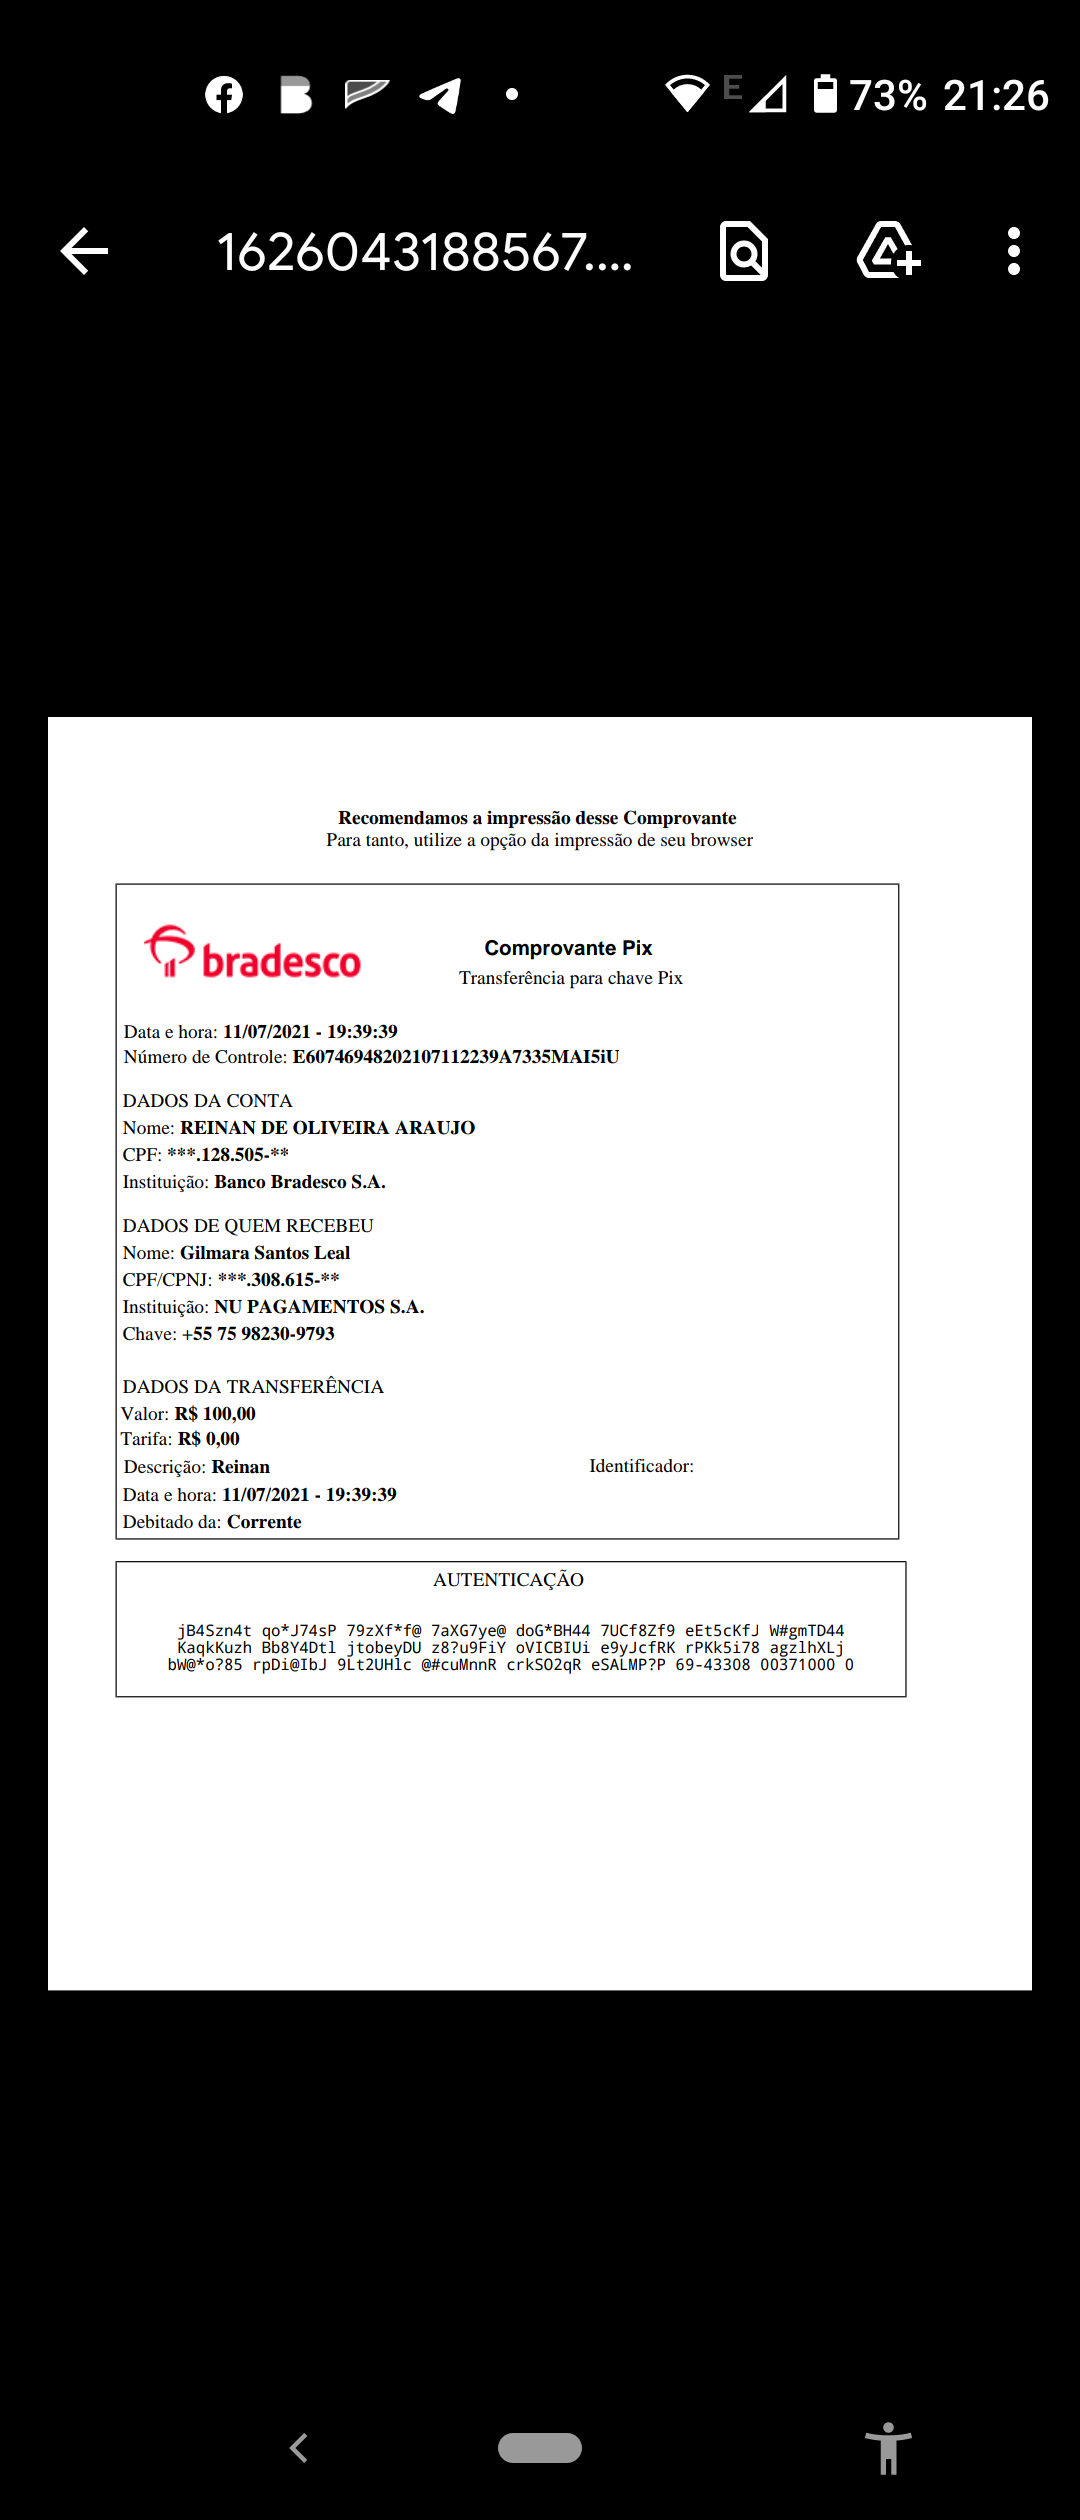 E 73% 21:26
1626043188567....
Recomendamos a impressão desse Comprovante
Para tanto, utilize a opção da impressão de seu browser
bradesco
Comprovante Pix
Transferência para chave Pix
Data e hora: 11/07/2021 - 19:39:39
Número de Controle: E60746948202107112239A7335MAI5iU
DADOS DA CONTA
Nome: REINAN DE OLIVEIRA ARAUJO
CPF: ***.128.505-**
Instituição: Banco Bradesco S.A.
DADOS DE QUEM RECEBEU
Nome: Gilmara Santos Leal
CPF/CPNJ: ***.308.615-**
Instituição: NU PAGAMENTOS S.A.
Chave: +55 75 98230-9793
DADOS DA TRANSFERÊNCIA
Valor: R$ 100,00
Tarifa: R$ 0,00
Descrição: Reinan Identificador:
Data e hora: 11/07/2021 - 19:39:39
Debitado da: Corrente
AUTENTICAÇÃO
jB4Szn4t qo*J74sP 79zXf*f@ 7aXG7ye@ doG*BH44 7UCf8Zf9 eEt5cKfJ W#gmTD44
KaqkKuzh Bb8Y4Dtl jtobeyDU z8?u9FiY oVICBIUi e9yJcfRK rPKk5i78 agzlhXLj
bW@*o?85 rpDi@IbJ 9Lt2UHlc @#cuMnnR crkSO2qR eSALMP?P 69-43308 00371000 0